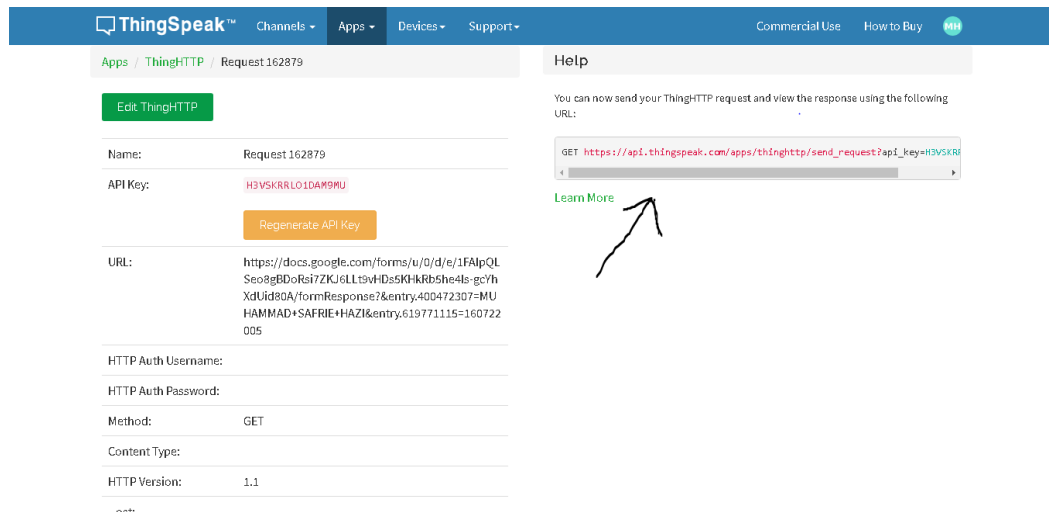 ThingSpeak™ Channels Apps Devices Support Commercial Use How to Buy MH
Apps / ThingHTTP / Request 162879
Edit ThingHTTP
Name: Request 162879
API Key: H3VSKRRLO1DAM9MU
Regenerate API Key
URL: https://docs.google.com/forms/u/0/d/e/1FAIpQL
Seo8gBDoRsi7ZKJ6LLt9vHDs5KHkRb5he4ls-gcYh
XdUid80A/formResponse?&entry.400472307=MU
HAMMAD+SAFRIE+HAZI&entry.619771115=160722
005
HTTP Auth Username:
HTTP Auth Password:
Method: GET
Content Type:
HTTP Version: 1.1
Help
You can now send your ThingHTTP request and view the response using the following
URL:
GET https://api.thingspeak.com/apps/thinghttp/send_request?api_key=H3VSKR
Learn More